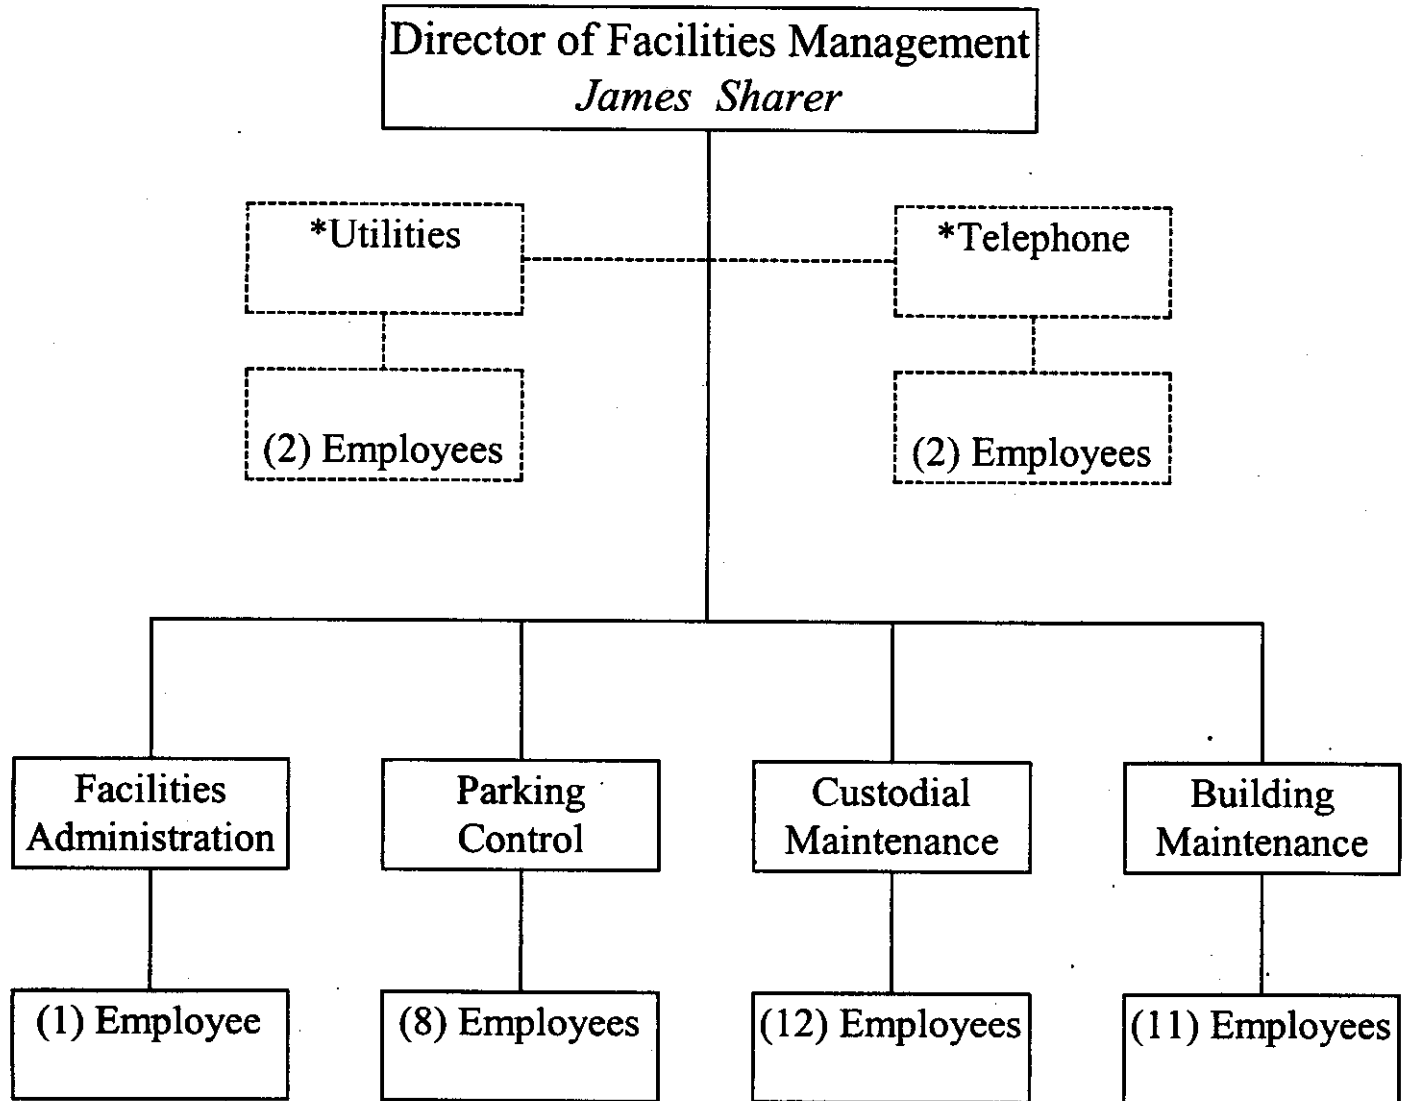 Director of Facilities Management
James Sharer
*Utilities
*Telephone
(2) Employees
(2) Employees
Facilities
Administration
Parking
Control
Custodial
Maintenance
Building
Maintenance
(1) Employee
(8) Employees
(12) Employees
(11) Employees